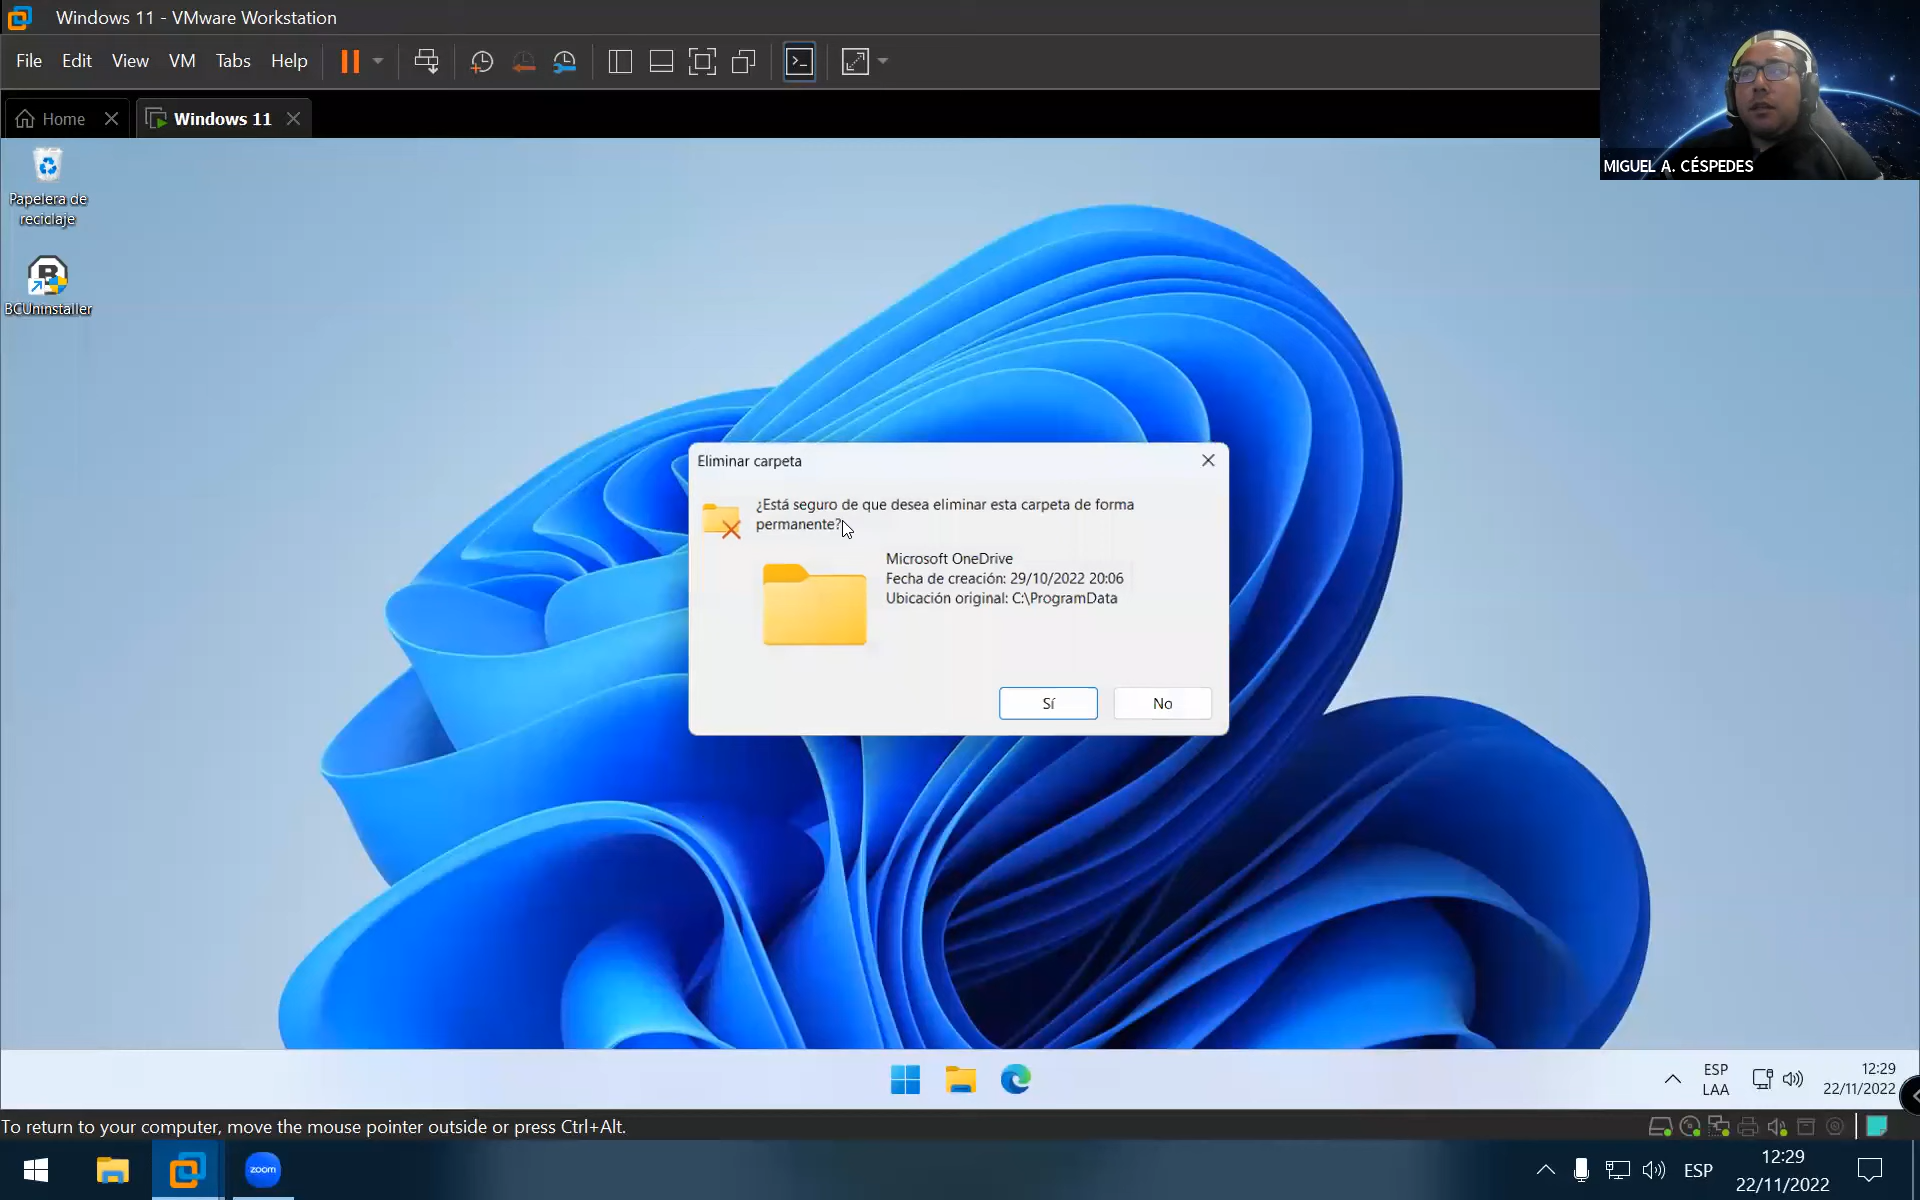 Windows 11 - VMware Workstation
File Edit View VM Tabs Help
Home
Windows 11
MIGUEL A. CÉSPEDES
Papelera de
reciclaje
BCUninstaller
Eliminar carpeta
¿Está seguro de que desea eliminar esta carpeta de forma
permanente?
Microsoft OneDrive
Fecha de creación: 29/10/2022 20:06
Ubicación original: C:\ProgramData
Sí
No
ESP
LAA
12:29
22/11/2022
To return to your computer, move the mouse pointer outside or press Ctrl+Alt.
zoom
ESP
12:29
22/11/2022